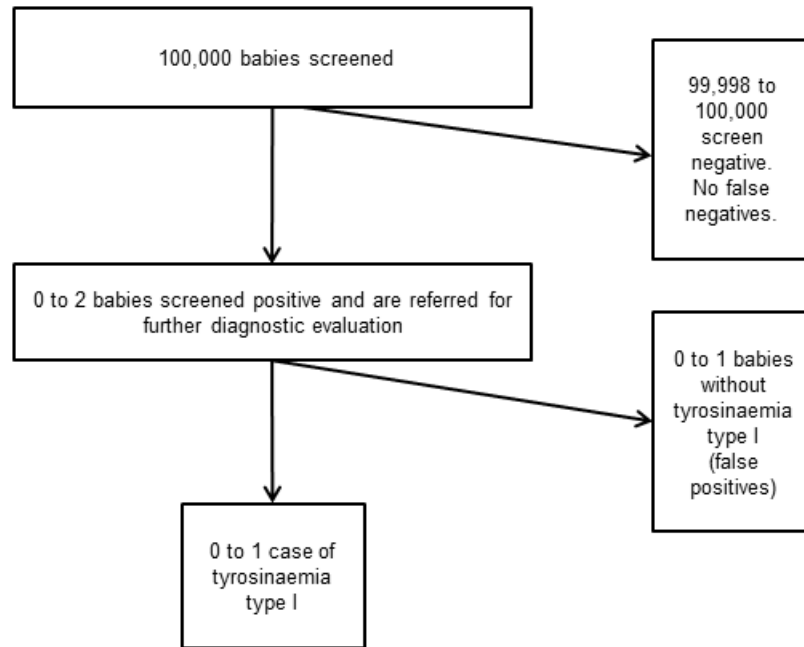 100,000 babies screened
99,998 to
100,000
screen
negative.
No false
negatives.
0 to 2 babies screened positive and are referred for
further diagnostic evaluation
0 to 1 babies
without
tyrosinaemia
type I
(false
positives)
0 to 1 case of
tyrosinaemia
type I